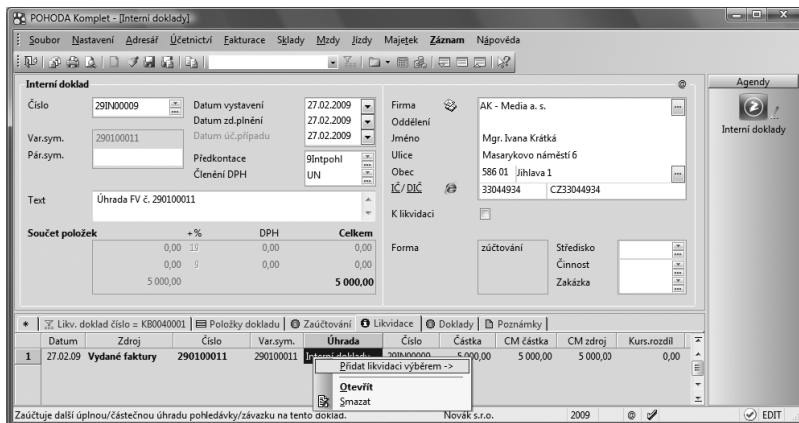 POHODA Komplet - [Interní doklady]
Soubor Nastavení Adresář Účetnictví Fakturace Sklady Mzdy Jízdy Majetek Záznam Nápověda
Interní doklad @
Agendy
Interní doklady
Číslo 29IN00009 Datum vystavení 27.02.2009 Firma AK - Media a. s.
Datum zd.plnění 27.02.2009 Oddělení
Var.sym. 290100011 Datum úč.případu 27.02.2009 Jméno Mgr. Ivana Krátká
Pár.sym. Předkontace 9Intpohl Ulice Masarykovo náměstí 6
Členění DPH UN Obec 586 01 Jihlava 1
IČ/DIČ 33044934 CZ33044934
Text Úhrada FV č. 290100011
K likvidaci
Součet položek +% DPH Celkem
0,00 19 0,00 0,00 Forma zúčtování Středisko
0,00 9 0,00 0,00 Činnost
5 000,00 5 000,00 Zakázka
* Likv. doklad číslo = KB0040001 Položky dokladu Zaúčtování Likvidace Doklady Poznámky
Datum Zdroj Číslo Var.sym. Úhrada Číslo Částka CM částka CM zdroj Kurs.rozdíl
1 27.02.09 Vydané faktury 290100011 290100011 Interní doklady 29IN00009 5 000,00 5 000,00 5 000,00 0,00
Přidat likvidaci výběrem ->
Otevřít
Smazat
Zaúčtuje další úplnou/částečnou úhradu pohledávky/závazku na tento doklad. Novák s.r.o. 2009 @ EDIT